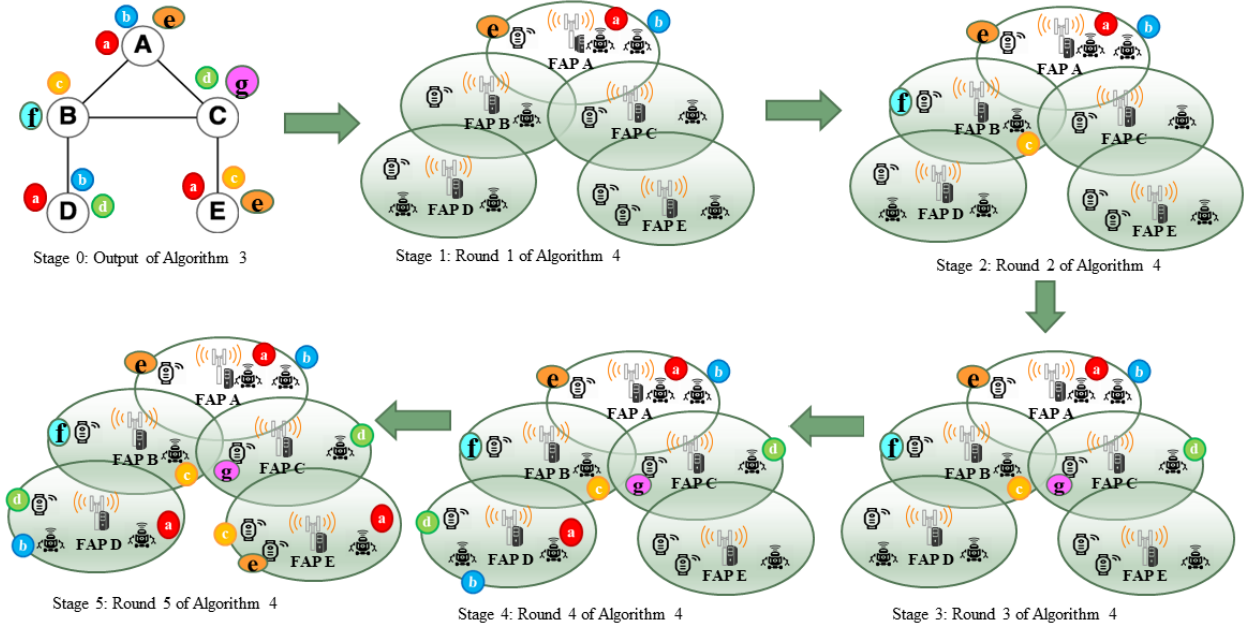 b e
a A
c d g
f B C
b c
a D d a E e
Stage 0: Output of Algorithm 3
e a b
FAP A
FAP B FAP C
FAP D FAP E
Stage 1: Round 1 of Algorithm 4
e a b
FAP A
f
FAP B FAP C
c
FAP D FAP E
Stage 2: Round 2 of Algorithm 4
e a b
FAP A
f d
FAP B FAP C
c g
FAP D FAP E
Stage 3: Round 3 of Algorithm 4
e a b
FAP A
f d
FAP B FAP C
c g
d a
FAP D FAP E
b
Stage 4: Round 4 of Algorithm 4
e a b
FAP A
f d
FAP B FAP C
c g
d a a
b FAP D c FAP E
e
Stage 5: Round 5 of Algorithm 4